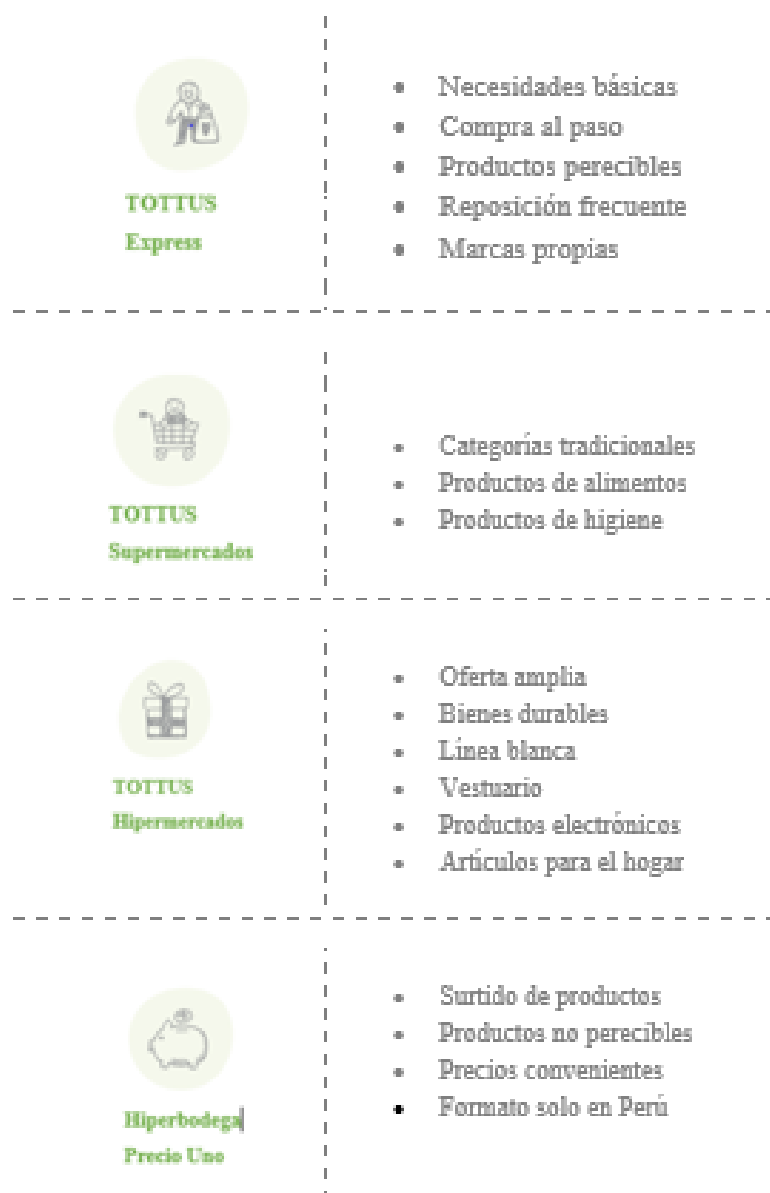 TOTTUS
Express
Necesidades básicas
Compra al paso
Productos perecibles
Reposición frecuente
Marcas propias
TOTTUS
Supermercados
Categorías tradicionales
Productos de alimentos
Productos de higiene
TOTTUS
Hipermercados
Oferta amplia
Bienes durables
Línea blanca
Vestuario
Productos electrónicos
Artículos para el hogar
Hiperbodega
Precio Uno
Surtido de productos
Productos no perecibles
Precios convenientes
Formato solo en Perú